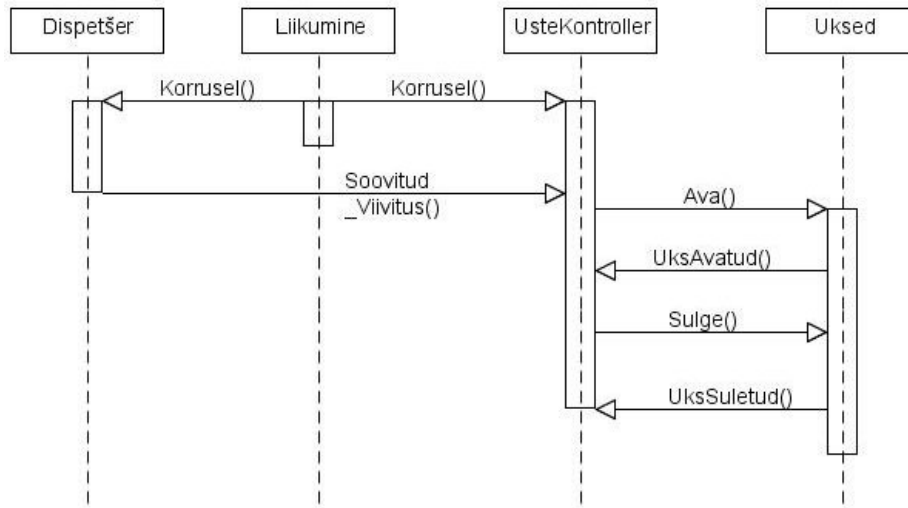 Dispetšer
Liikumine
UsteKontroller
Uksed
Korrusel()
Korrusel()
Soovitud
_Viivitus()
Ava()
UksAvatud()
Sulge()
UksSuletud()